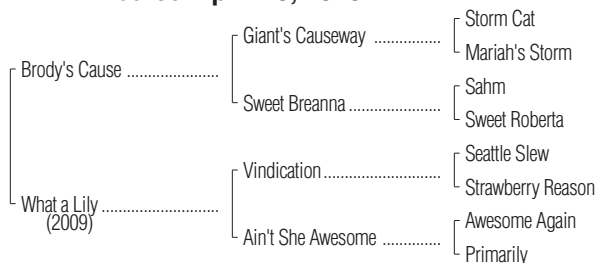 Storm Cat
Giant's Causeway ................
Mariah's Storm
Brody's Cause ......................
Sahm
Sweet Breanna ......................
Sweet Roberta
Seattle Slew
Vindication............................
Strawberry Reason
What a Lily ............................
(2009)
Awesome Again
Ain't She Awesome ..............
Primarily